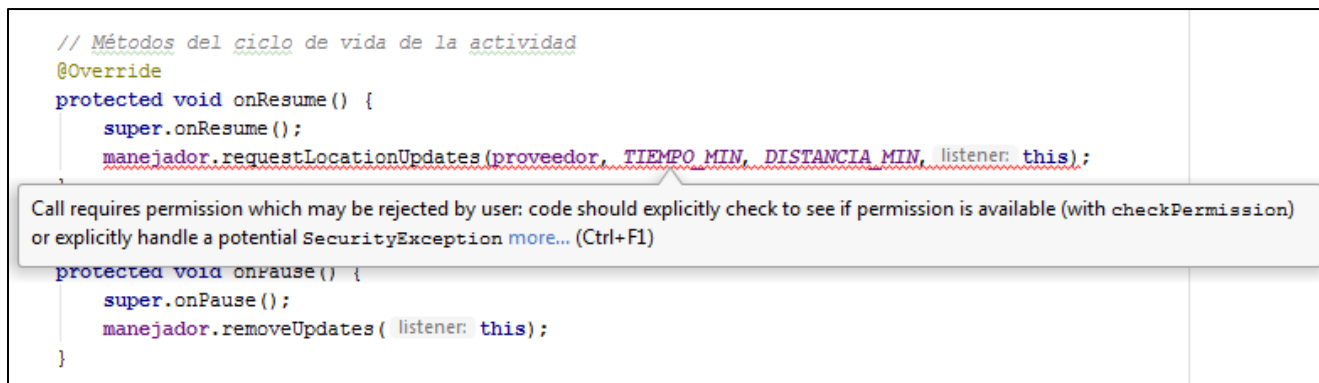 // Métodos del ciclo de vida de la actividad
@Override
protected void onResume() {
super.onResume();
manejador.requestLocationUpdates(proveedor, TIEMPO_MIN, DISTANCIA_MIN, listener: this);
Call requires permission which may be rejected by user: code should explicitly check to see if permission is available (with checkPermission)
or explicitly handle a potential SecurityException more... (Ctrl+F1)
protected void onPause() {
super.onPause();
manejador.removeUpdates( listener: this);
}